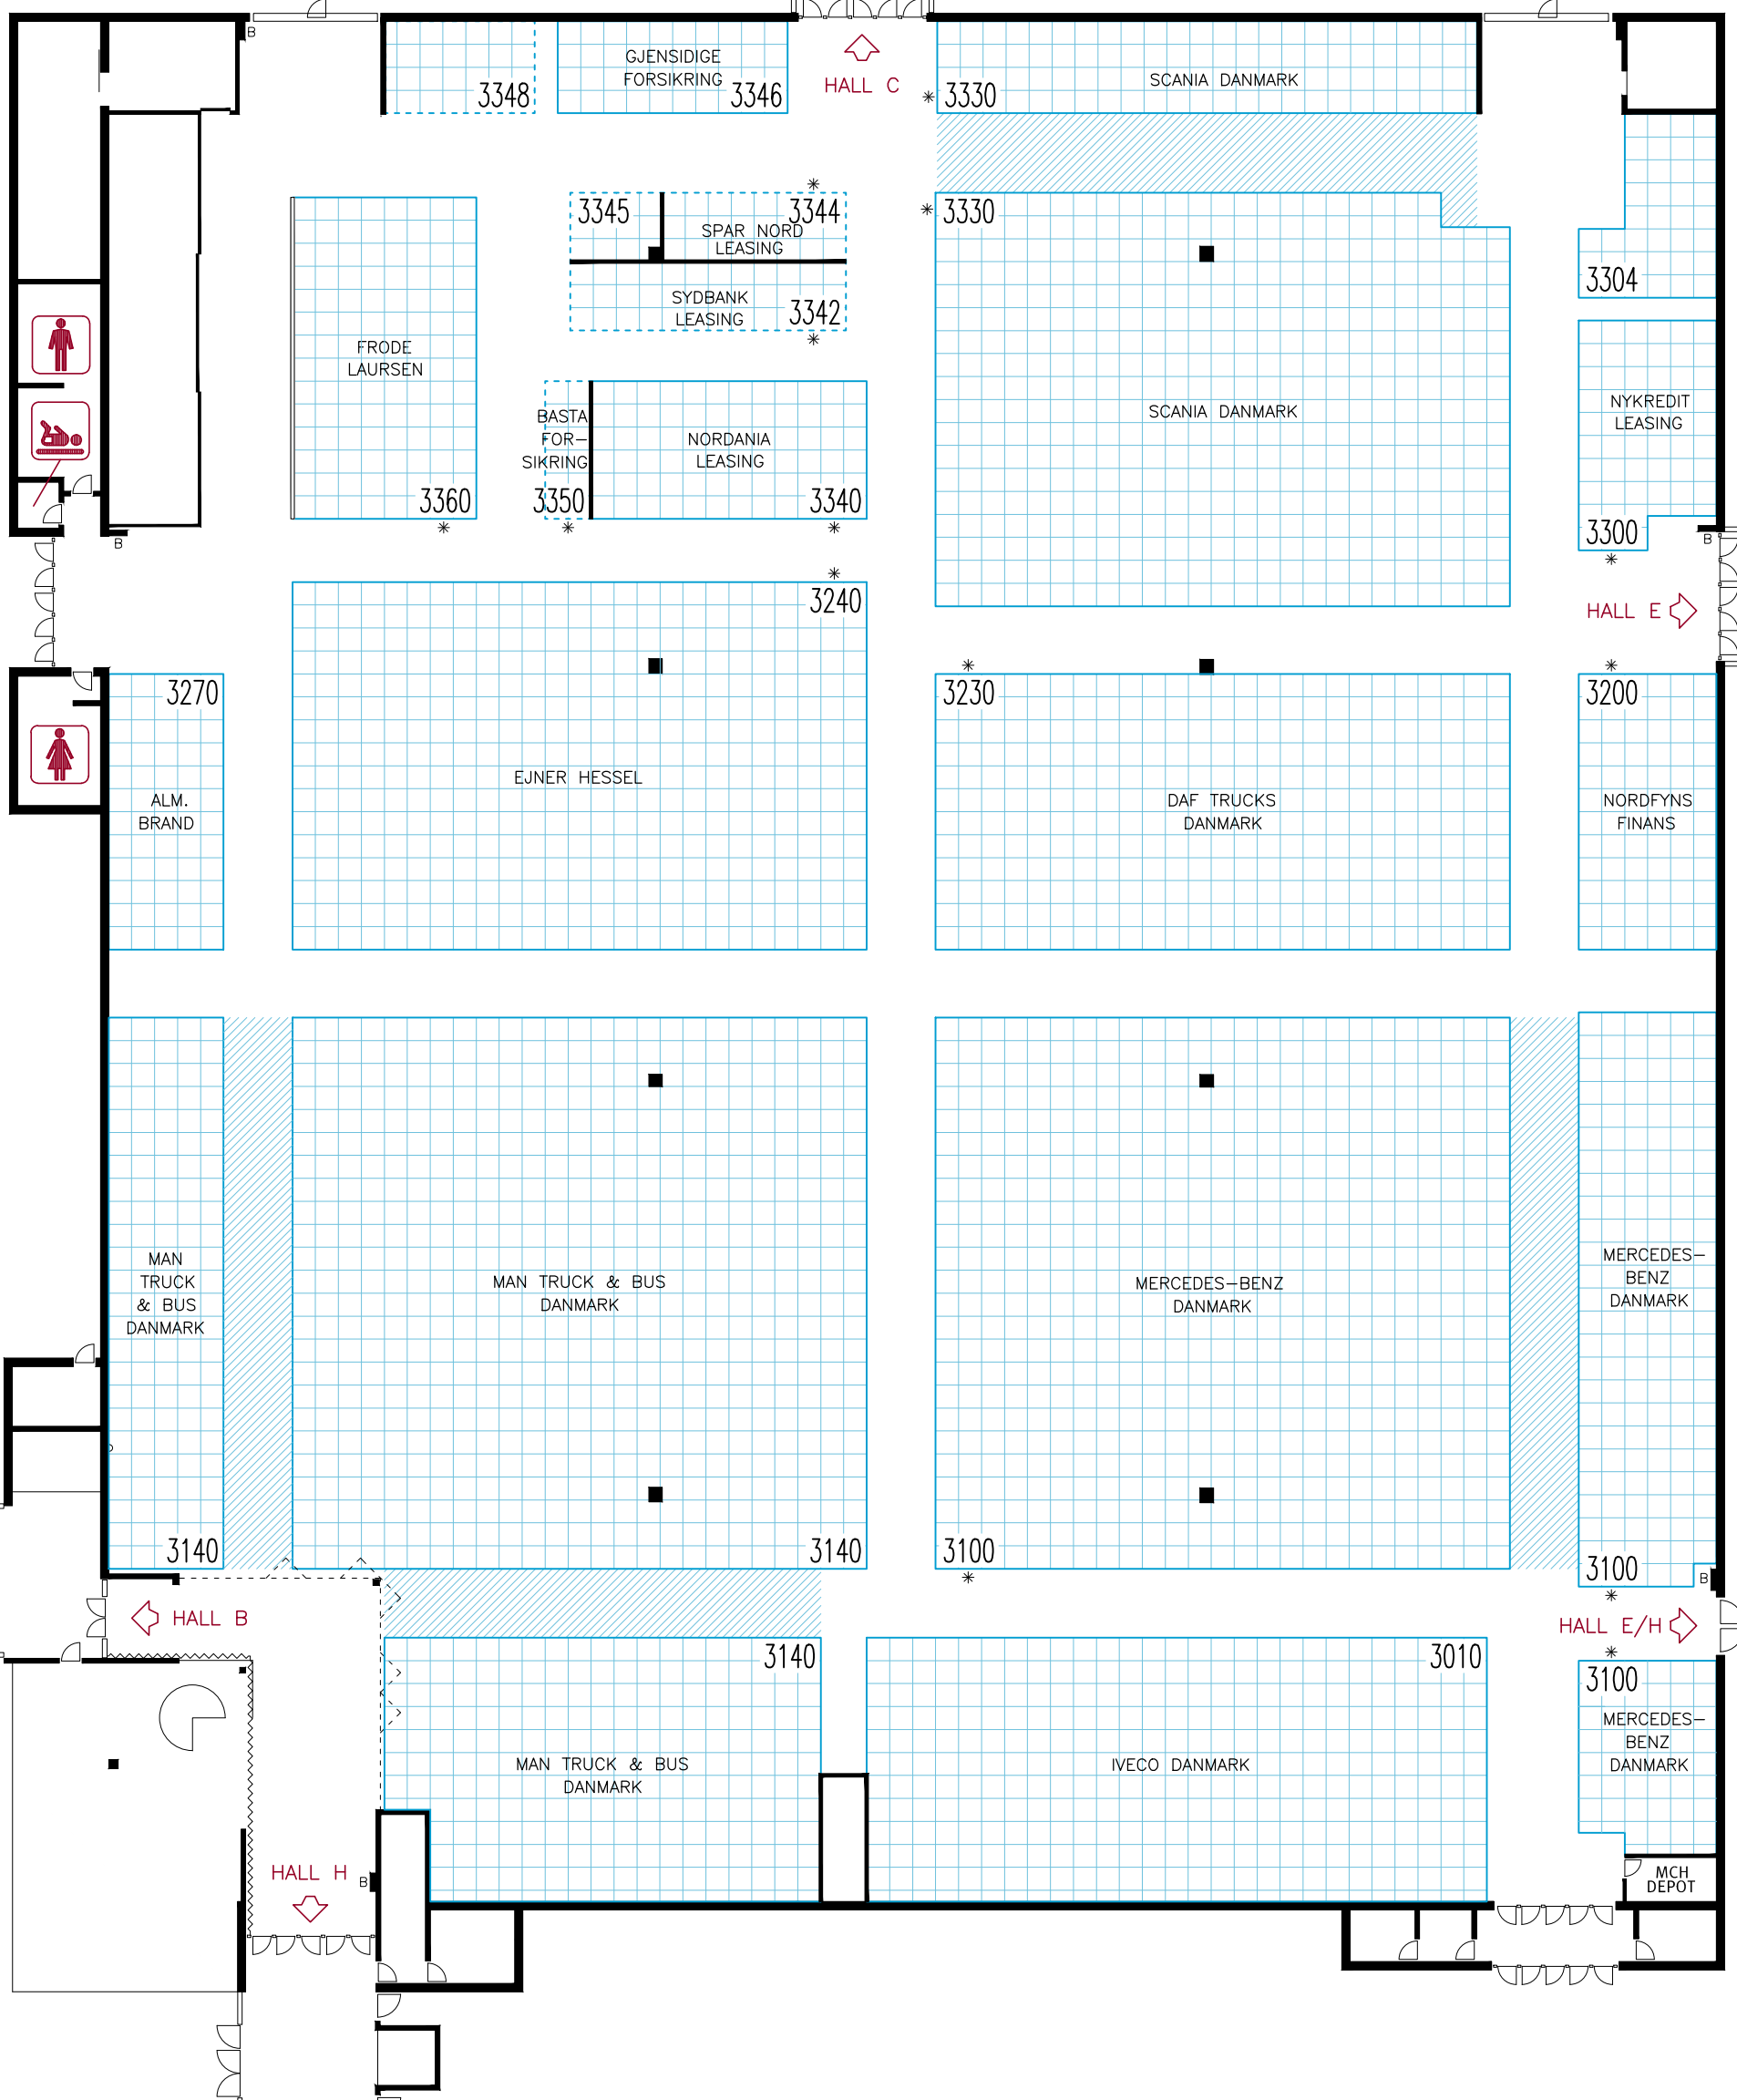 B
3348
GJENSIDIGE
FORSIKRING
3346
HALL C
3330
SCANIA DANMARK
3345
3344
SPAR NORD
LEASING
SYDBANK
LEASING
3342
3330
SCANIA DANMARK
3304
FRODE
LAURSEN
3360
BASTA
FOR-
SIKRING
3350
NORDANIA
LEASING
3340
NYKREDIT
LEASING
3300
B
B
HALL E
3240
EJNER HESSEL
3270
ALM.
BRAND
3230
DAF TRUCKS
DANMARK
3200
NORDFYNS
FINANS
MAN
TRUCK
& BUS
DANMARK
3140
MAN TRUCK & BUS
DANMARK
3140
MERCEDES-BENZ
DANMARK
3100
MERCEDES-
BENZ
DANMARK
3100
B
HALL B
HALL E/H
3140
MAN TRUCK & BUS
DANMARK
3010
IVECO DANMARK
3100
MERCEDES-
BENZ
DANMARK
HALL H
B
MCH
DEPOT